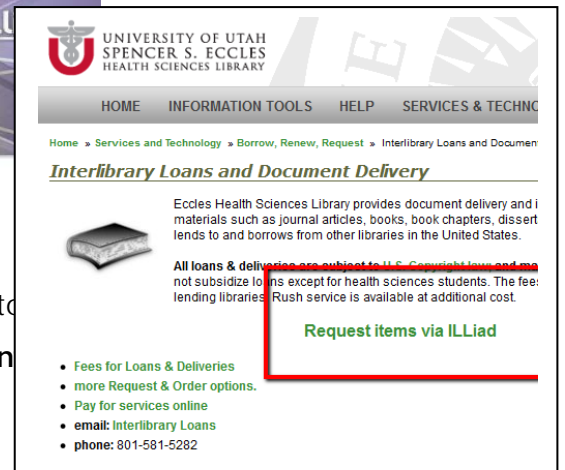 UNIVERSITY OF UTAH
SPENCER S. ECCLES
HEALTH SCIENCES LIBRARY
HOME INFORMATION TOOLS HELP SERVICES & TECHNO
Home » Services and Technology » Borrow, Renew, Request » Interlibrary Loans and Documen
Interlibrary Loans and Document Delivery
Eccles Health Sciences Library provides document delivery and i
materials such as journal articles, books, book chapters, dissert
lends to and borrows from other libraries in the United States.
All loans & deliveries are subject to U.S. Copyright law; and
not subsidize loans except for health sciences students. The fees
lending libraries. Rush service is available at additional cost.
Request items via ILLiad
• Fees for Loans & Deliveries
• more Request & Order options.
• Pay for services online
• email: Interlibrary Loans
• phone: 801-581-5282